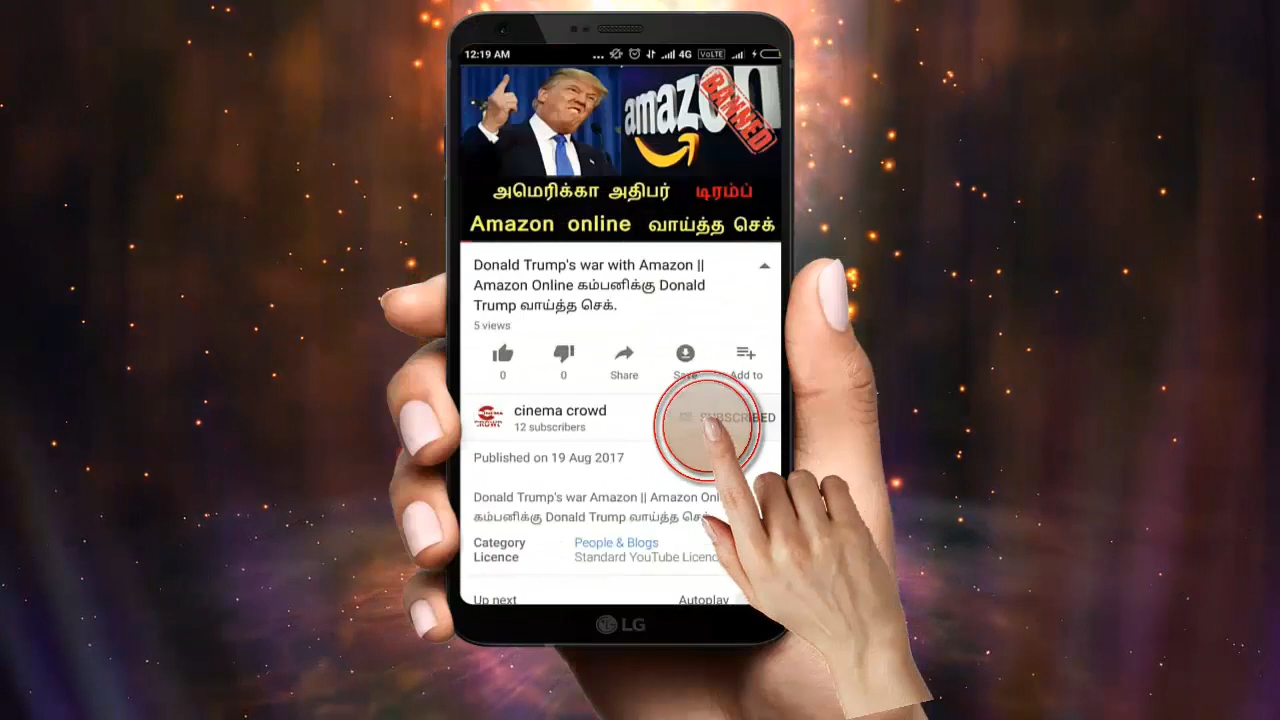 12:19 AM
... 4G VoLTE
amazon
BANNED
அமெரிக்கா அதிபர் டிரம்ப்
Amazon online வாய்த்த செக்
Donald Trump's war with Amazon ||
Amazon Online கம்பனிக்கு Donald
Trump வாய்த்த செக்.
5 views
0 0 Share Save Add to
CINEMA
CROWD
cinema crowd
SUBSCRIBED
12 subscribers
Published on 19 Aug 2017
Donald Trump's war Amazon || Amazon Onl
கம்பனிக்கு Donald Trump வாய்த்த செக்
Category People & Blogs
Licence Standard YouTube Licenc
Up next Autoplay
LG